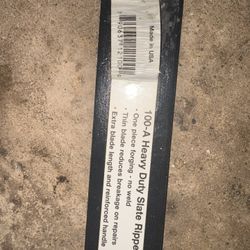 Made in USA
100-A Heavy Duty Slate Ripper
· One piece forging - no weld
· Thin blade reduces breakage on repairs
· Extra blade length and reinforced handle